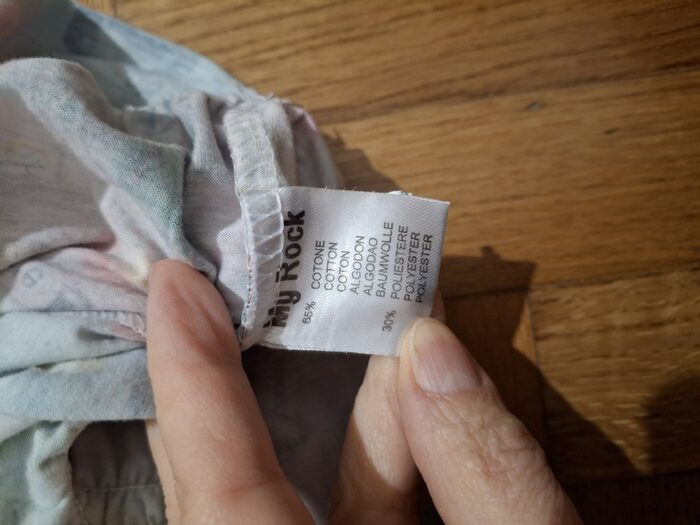 My Rock
65% COTONE
COTTON
COTON
ALGODON
ALGODAO
BAUMWOLLE
30% POLIESTERE
POLYESTER
POLYESTER